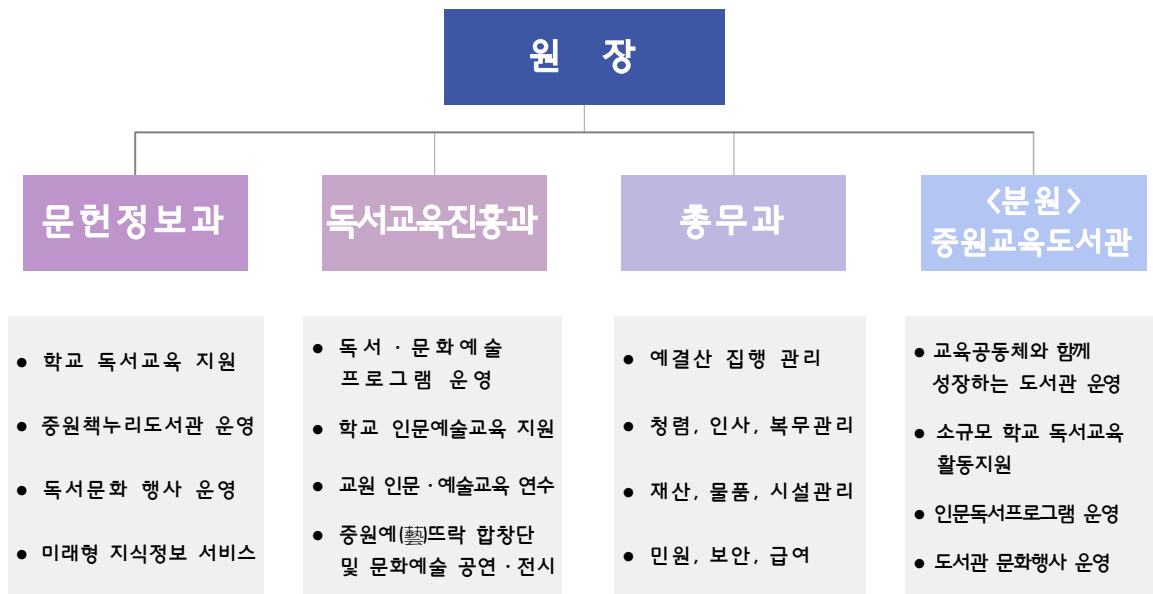 원 장
문헌정보과
독서교육진흥과
총무과
<분원>
중원교육도서관
● 학교 독서교육 지원
● 중원책누리도서관 운영
● 독서문화 행사 운영
● 미래형 지식정보 서비스
● 독서 · 문화예술
프로그램 운영
● 학교 인문예술교육 지원
● 교원 인문 · 예술교육 연수
● 중원예(藝)뜨락 합창단
및 문화예술 공연 · 전시
● 예결산 집행 관리
● 청렴, 인사, 복무관리
● 재산, 물품, 시설관리
● 민원, 보안, 급여
● 교육공동체와 함께
성장하는 도서관 운영
● 소규모 학교 독서교육
활동지원
● 인문독서프로그램 운영
● 도서관 문화행사 운영